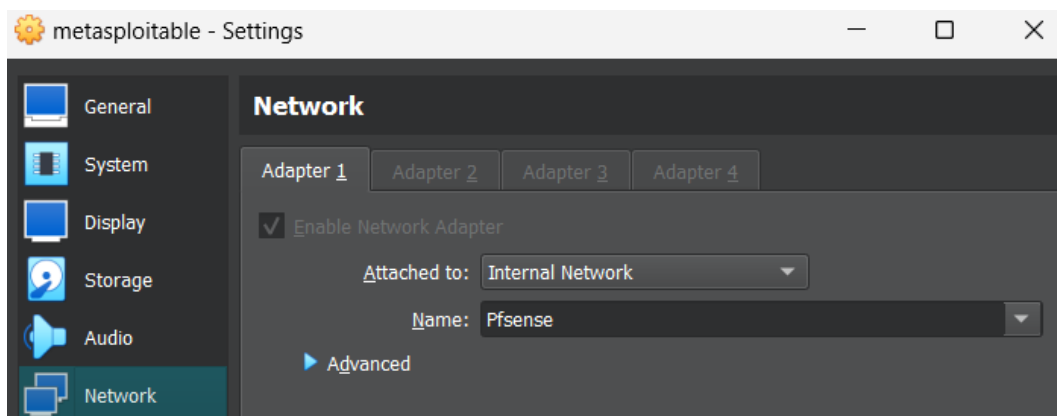 metasploitable - Settings
General
System
Display
Storage
Audio
Network
Network
Adapter 1
Adapter 2
Adapter 3
Adapter 4
Enable Network Adapter
Attached to: Internal Network
Name: Pfsense
Advanced